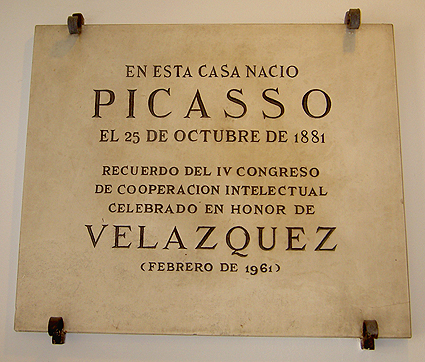 EN ESTA CASA NACIO
PICASSO
EL 25 DE OCTUBRE DE 1881
RECUERDO DEL IV CONGRESO
DE COOPERACION INTELECTUAL
CELEBRADO EN HONOR DE
VELAZQUEZ
(FEBRERO DE 1961)